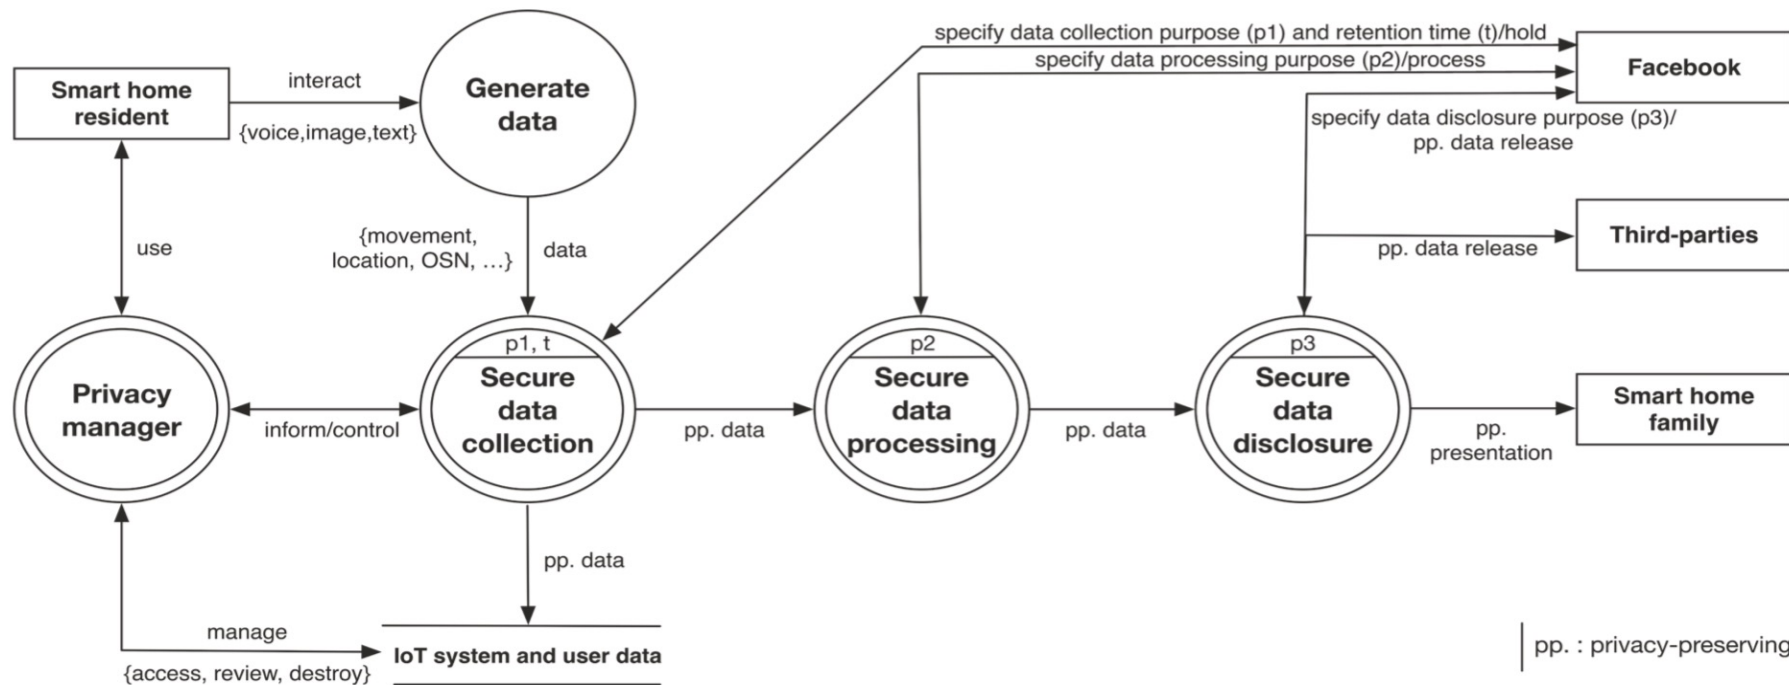 specify data collection purpose (p1) and retention time (t)/hold
specify data processing purpose (p2)/process
Facebook
Smart home
resident
interact
{voice,image,text}
Generate
data
specify data disclosure purpose (p3)/
pp. data release
use
{movement,
location, OSN, ...}
data
Third-parties
pp. data release
Privacy
manager
inform/control
p1, t
Secure
data
collection
pp. data
p2
Secure
data
processing
pp. data
p3
Secure
data
disclosure
pp.
presentation
Smart home
family
pp. data
manage
{access, review, destroy}
IoT system and user data
pp. : privacy-preserving